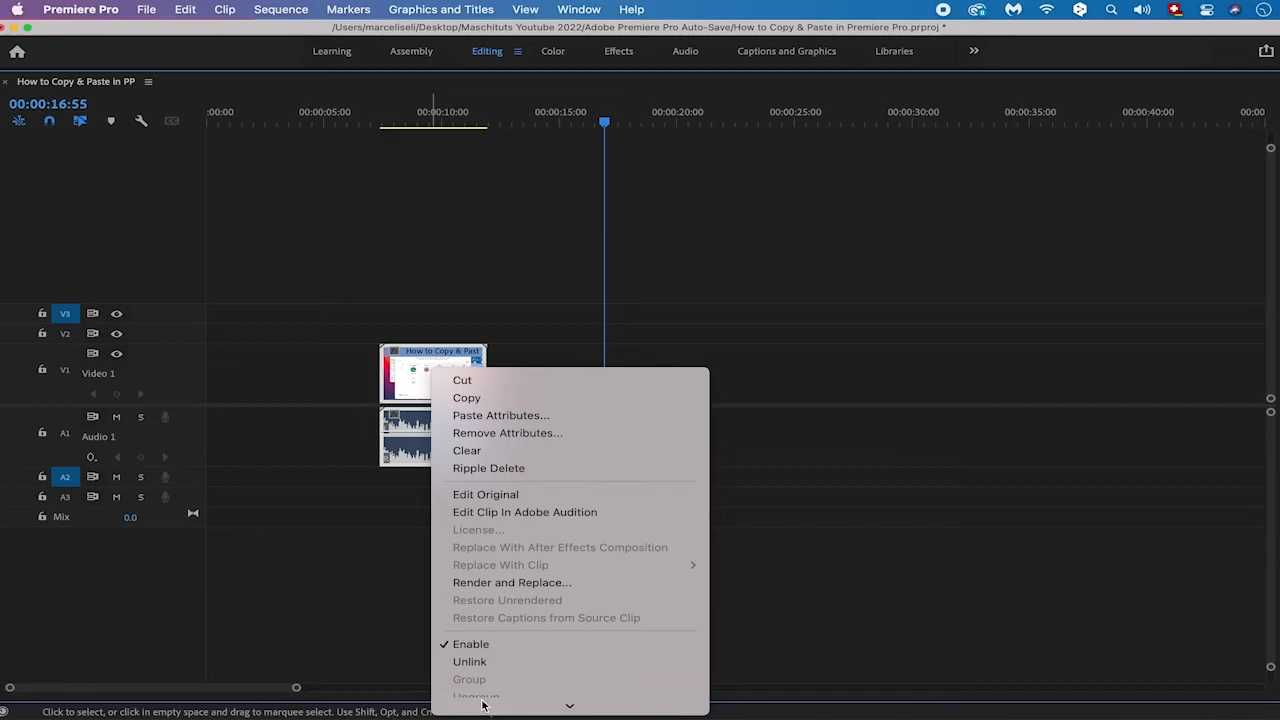 Premiere Pro File Edit Clip Sequence Markers Graphics and Titles View Window Help
/Users/marceliseli/Desktop/Maschituts Youtube 2022/Adobe Premiere Pro Auto-Save/How to Copy & Paste in Premiere Pro.prproj *
Learning Assembly Editing Color Effects Audio Captions and Graphics Libraries
How to Copy & Paste in PP
00:00:16:55
:00:00 00:00:05:00 00:00:10:00 00:00:15:00 00:00:20:00 00:00:25:00 00:00:30:00 00:00:35:00 00:00:40:00 00:00
V3
V2
V1 Video 1
How to Copy & Past
M S
A1 Audio 1
A2 M S
A3 M S
Mix 0.0
Cut
Copy
Paste Attributes...
Remove Attributes...
Clear
Ripple Delete
Edit Original
Edit Clip In Adobe Audition
License...
Replace With After Effects Composition
Replace With Clip
Render and Replace...
Restore Unrendered
Restore Captions from Source Clip
Enable
Unlink
Group
Ungroup
Click to select, or click in empty space and drag to marquee select. Use Shift, Opt, and Cm